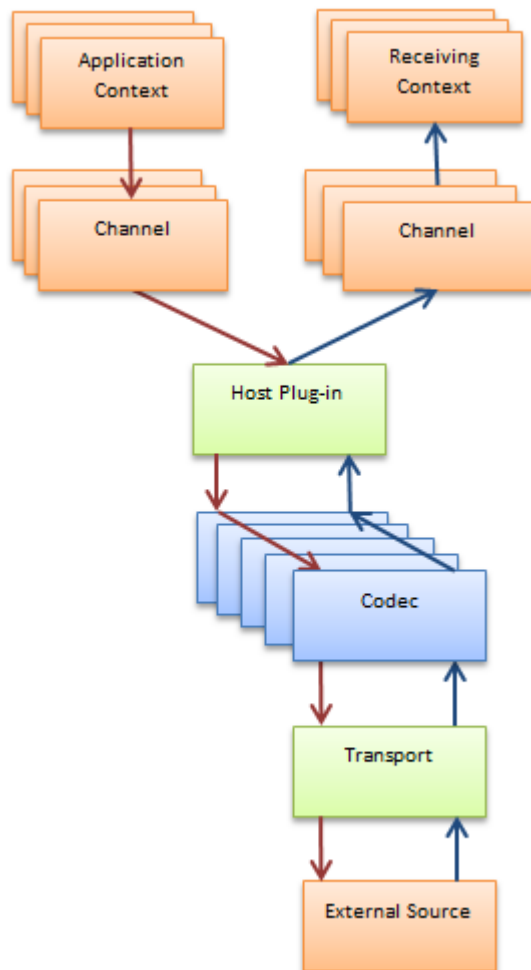 Application
Context
Receiving
Context
Channel
Channel
Host Plug-in
Codec
Transport
External Source